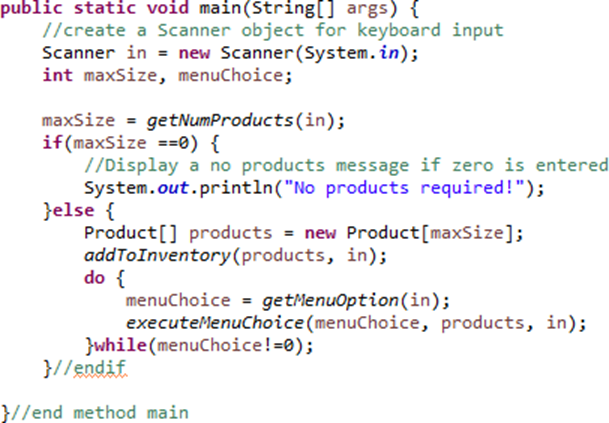 public static void main(String[] args) {
//create a Scanner object for keyboard input
Scanner in = new Scanner(System.in);
int maxSize, menuChoice;
maxSize = getNumProducts(in);
if(maxSize ==0) {
//Display a no products message if zero is entered
System.out.println("No products required!");
}else {
Product[] products = new Product[maxSize];
addToInventory(products, in);
do {
menuChoice = getMenuOption(in);
executeMenuChoice(menuChoice, products, in);
}while(menuChoice!=0);
}//endif
}//end method main